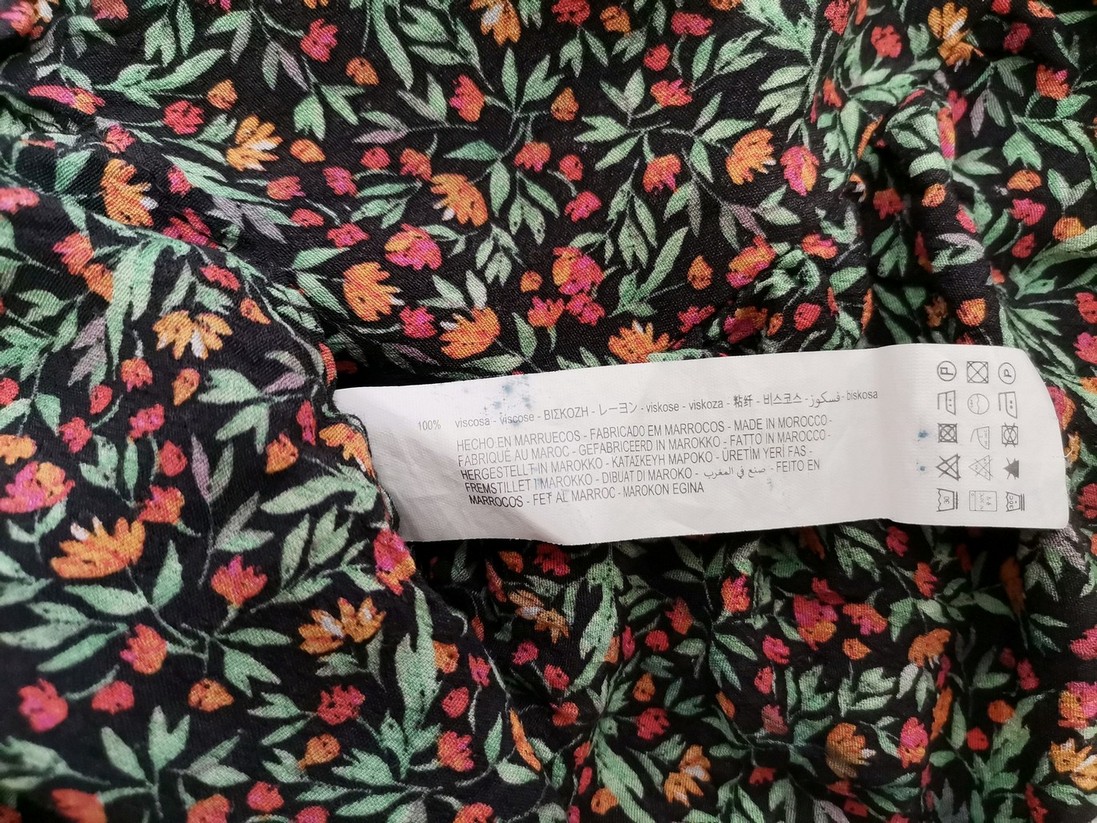 100% viscosa - viscose - ΒΙΣΚΟΖΗ - レーヨン - viskose - viskoza - 粘纤 - 비스코스 - فسكوز - biskosa
HECHO EN MARRUECOS - FABRICADO EM MARROCOS - MADE IN MOROCCO -
FABRIQUÉ AU MAROC - GEFABRICEERD IN MAROKKO - FATTO IN MAROCCO -
HERGESTELLT IN MAROKKO - ΚΑΤΑΣΚΕΥΗ ΜΑΡΟΚΟ - ÜRETİM YERİ FAS -
FREMSTILLET I MAROKKO - DIBUAT DI MAROKO - صنع في المغرب - FEITO EN
MARROCOS - FET AL MARROC - MAROKON EGINA
P P